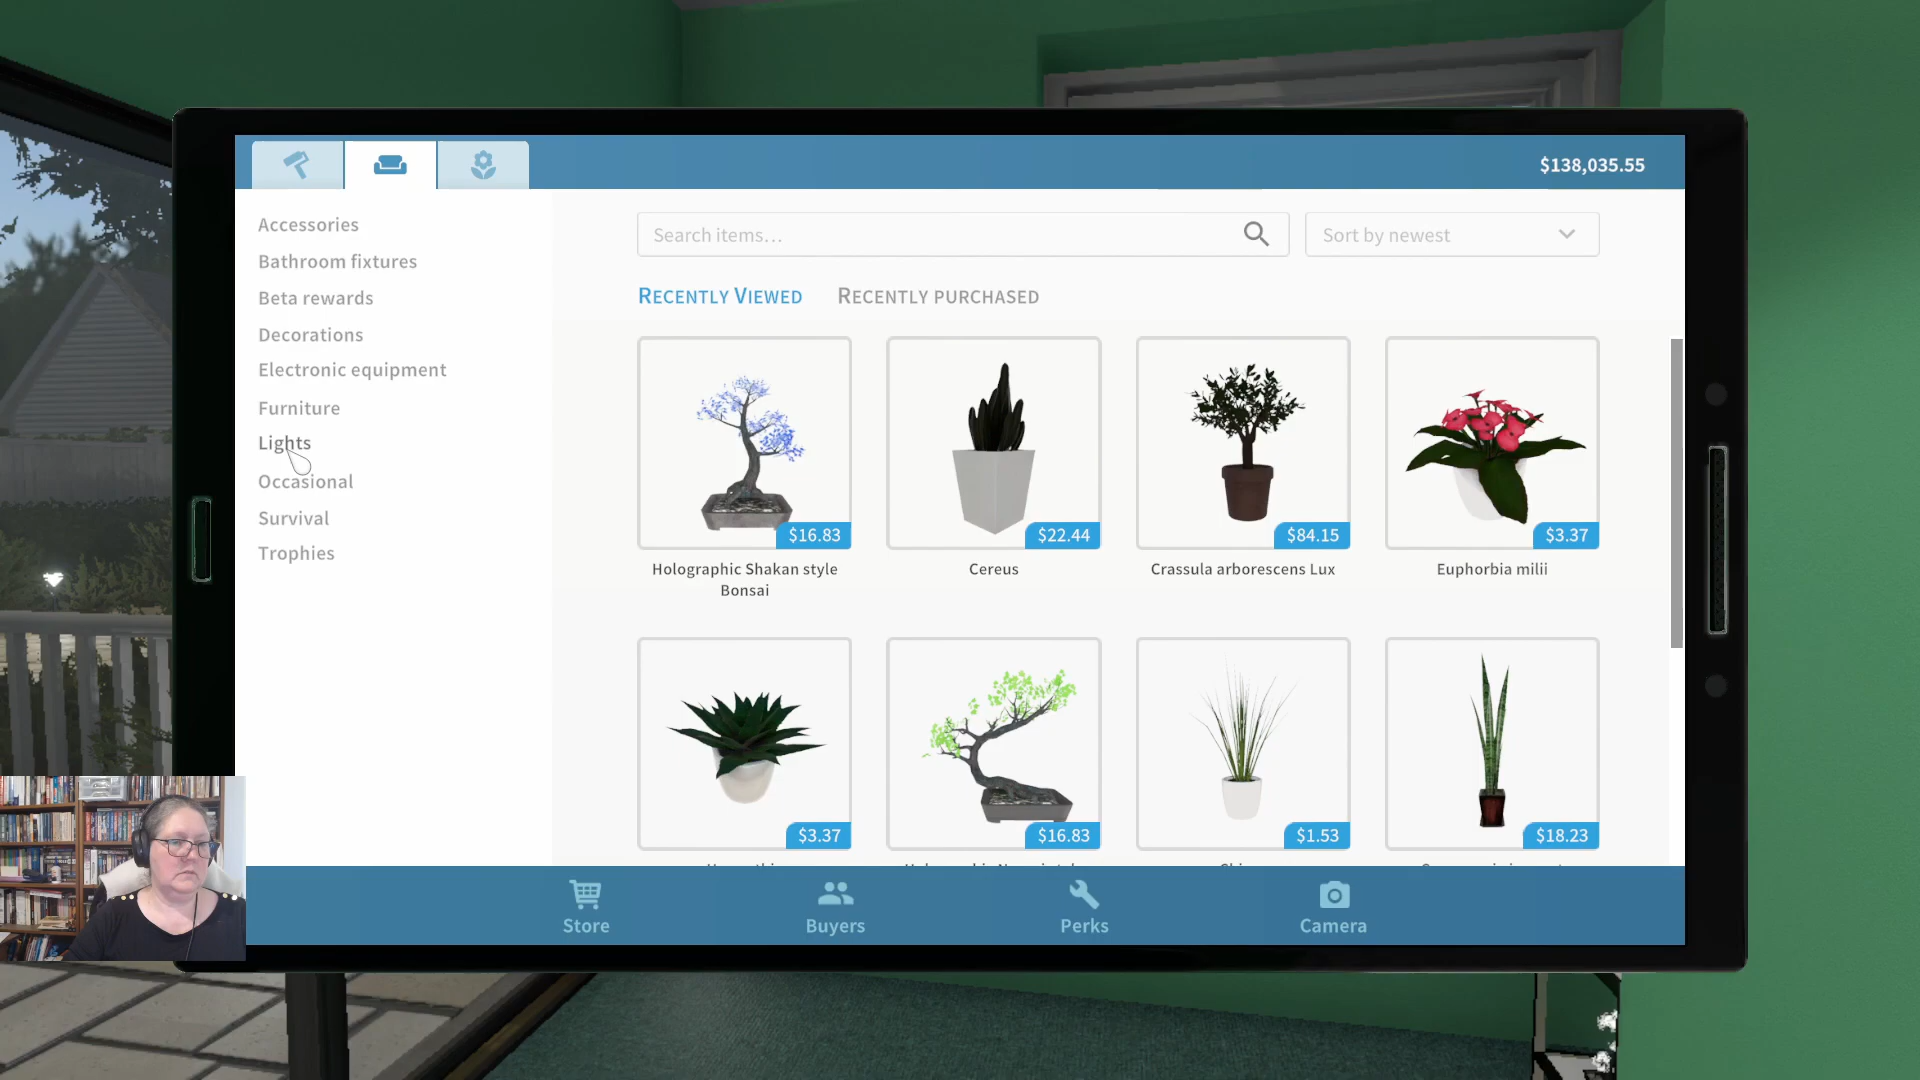 $138,035.55
Accessories
Bathroom fixtures
Beta rewards
Decorations
Electronic equipment
Furniture
Lights
Occasional
Survival
Trophies
Search items...
Sort by newest
RECENTLY VIEWED
RECENTLY PURCHASED
$16.83
$22.44
$84.15
$3.37
Holographic Shakan style
Bonsai
Cereus
Crassula arborescens Lux
Euphorbia milii
$3.37
$16.83
$1.53
$18.23
Store
Buyers
Perks
Camera